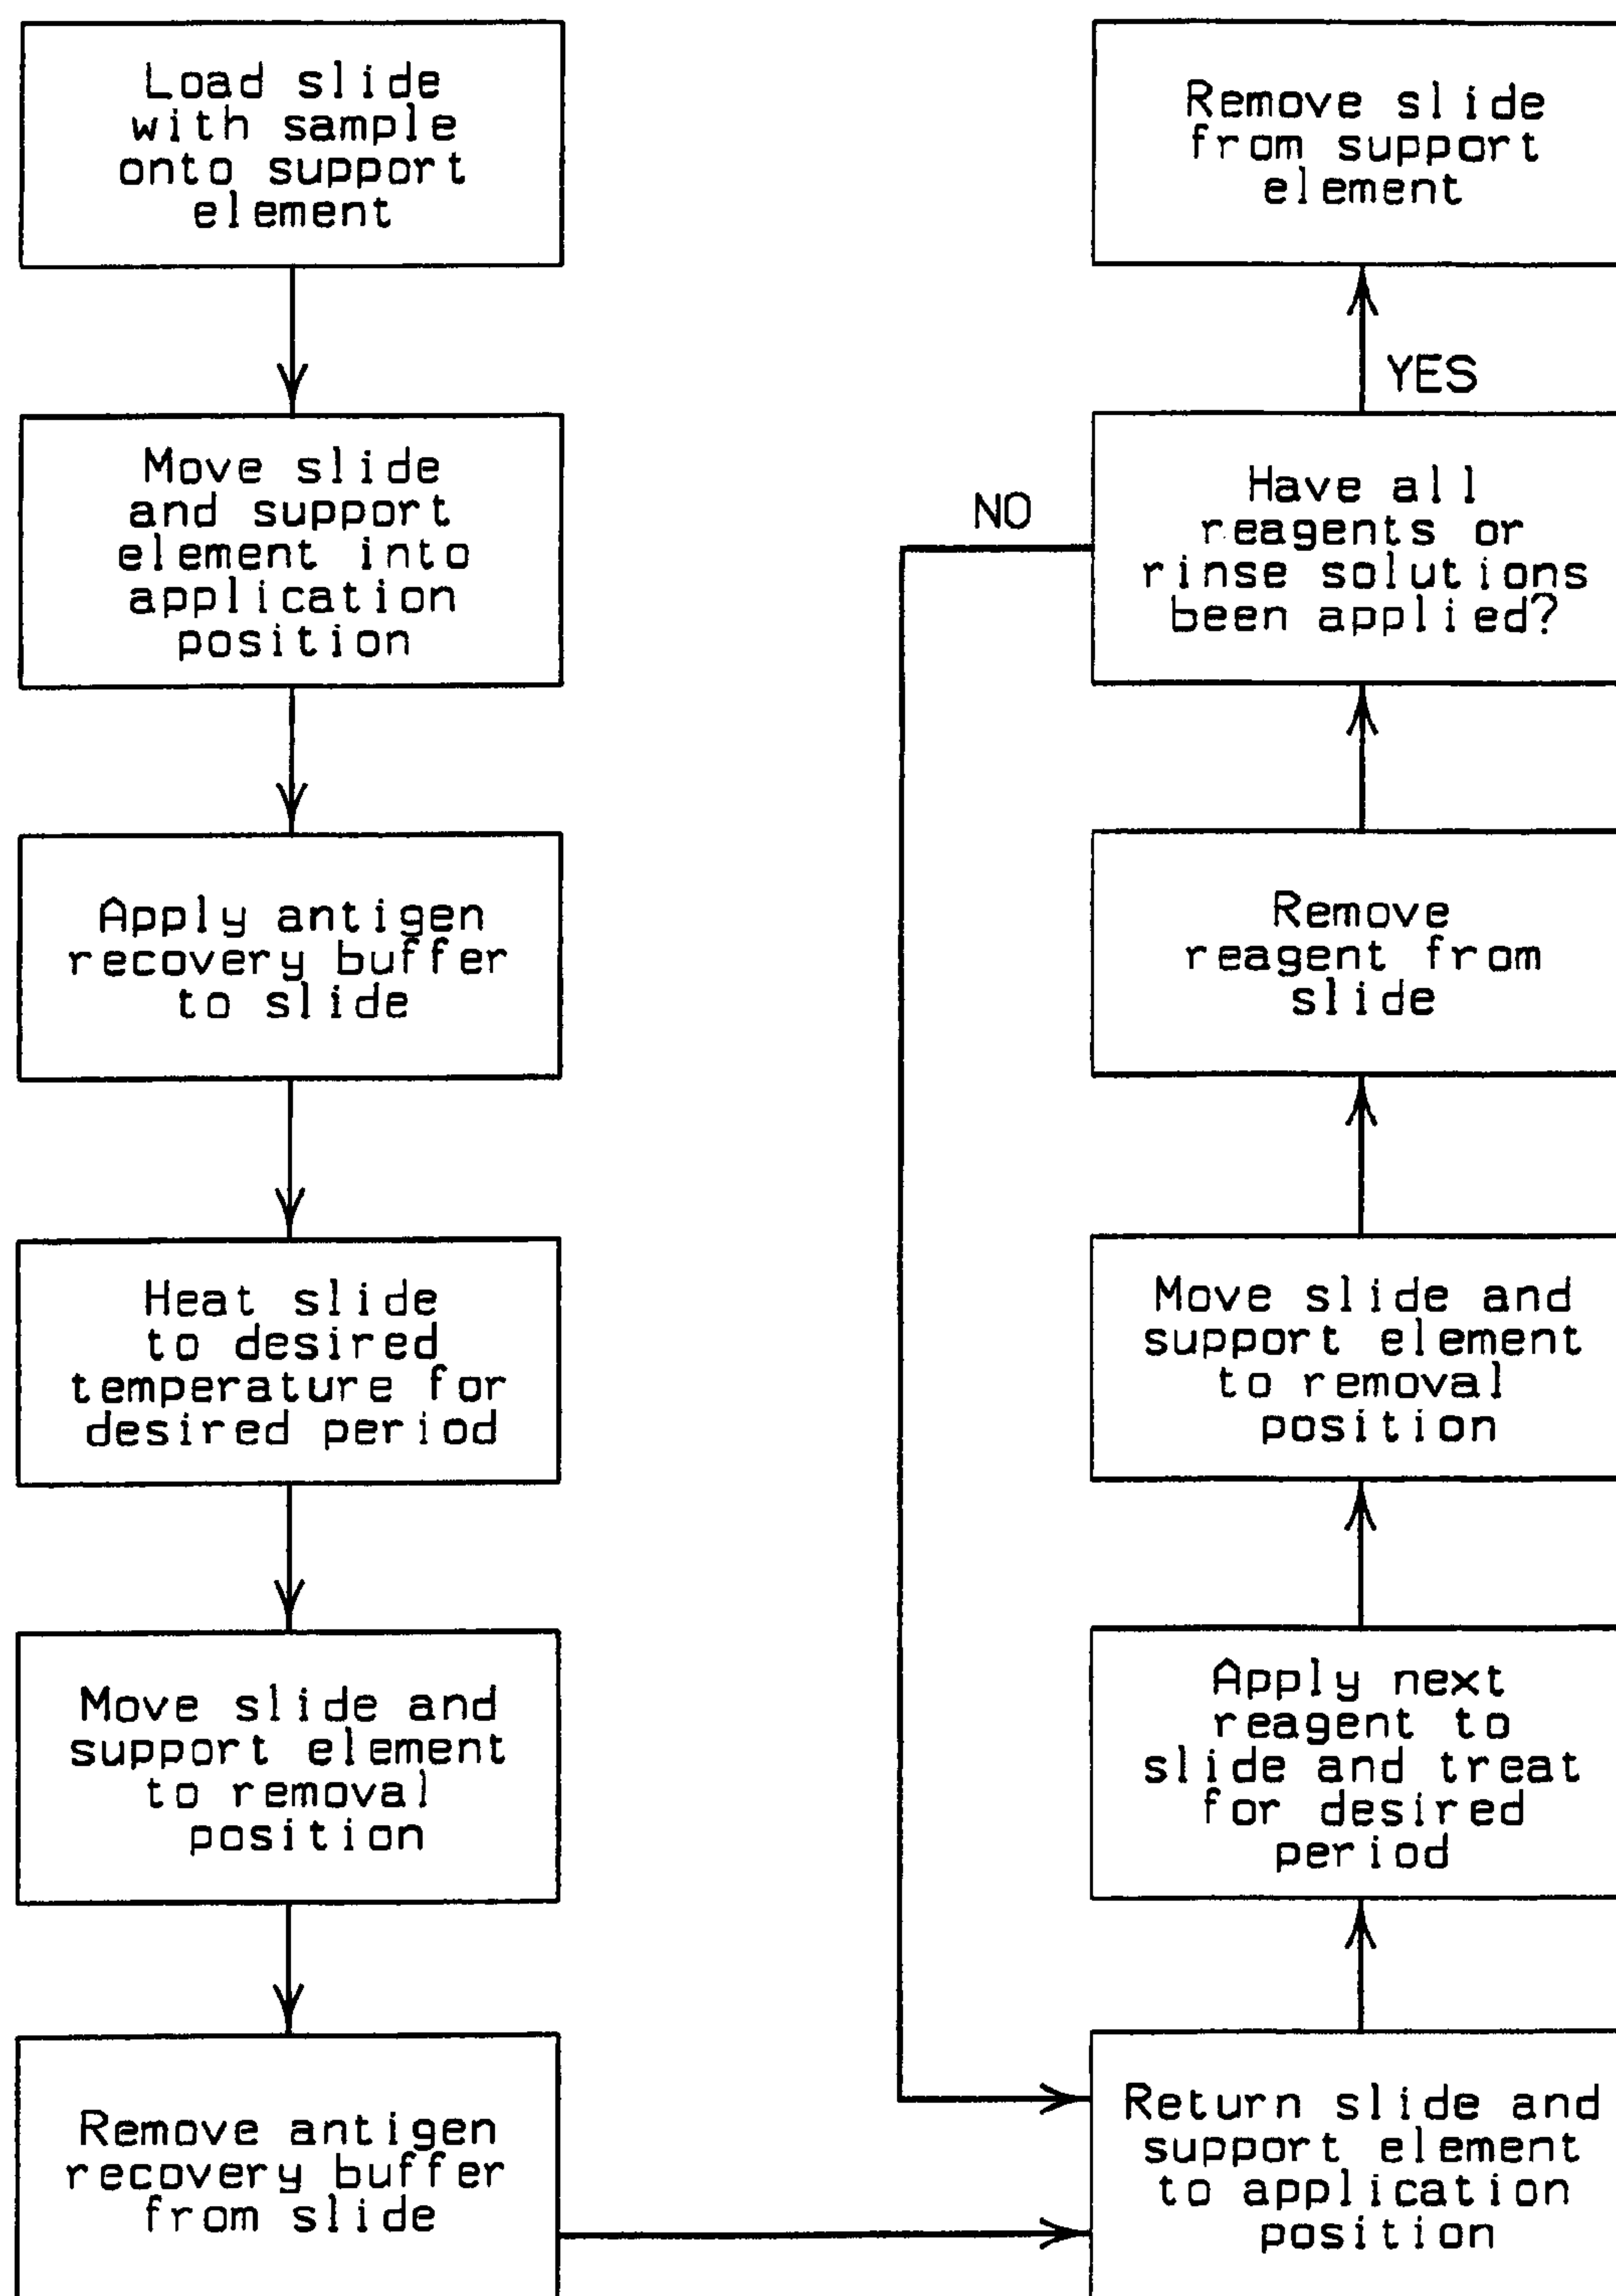 Load slide
with sample
onto support
element
Move slide
and support
element into
application
position
Apply antigen
recovery buffer
to slide
Heat slide
to desired
temperature for
desired period
Move slide and
support element
to removal
position
Remove antigen
recovery buffer
from slide
Return slide and
support element
to application
position
Apply next
reagent to
slide and treat
for desired
period
Move slide and
support element
to removal
position
Remove
reagent from
slide
Have all
reagents or
rinse solutions
been applied?
NO
YES
Remove slide
from support
element